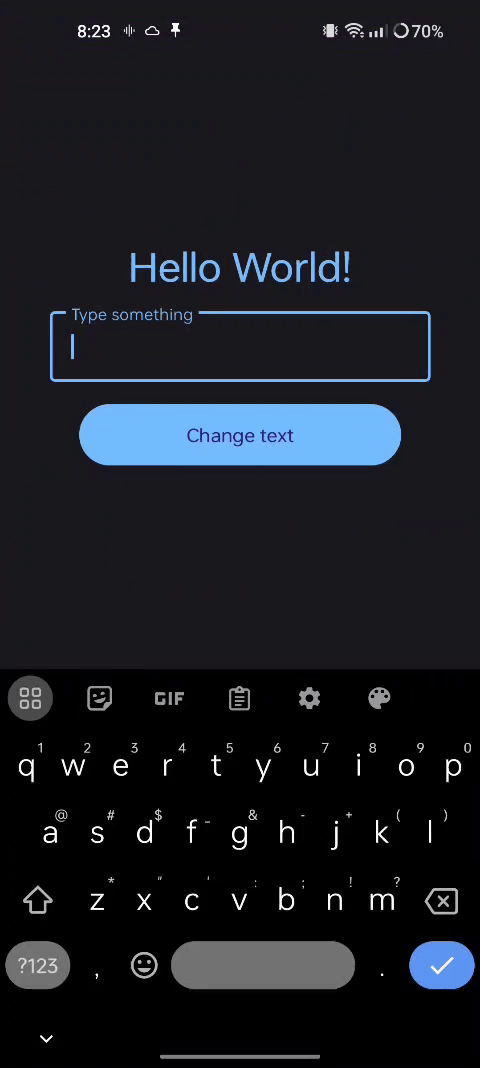 8:23 70%
Hello World!
Type something
Change text
GIF
1 2 3 4 5 6 7 8 9 0
q w e r t y u i o p
@ # $ _ & - + ( )
a s d f g h j k l
* " ' : ; ! ?
z x c v b n m
?123 , .